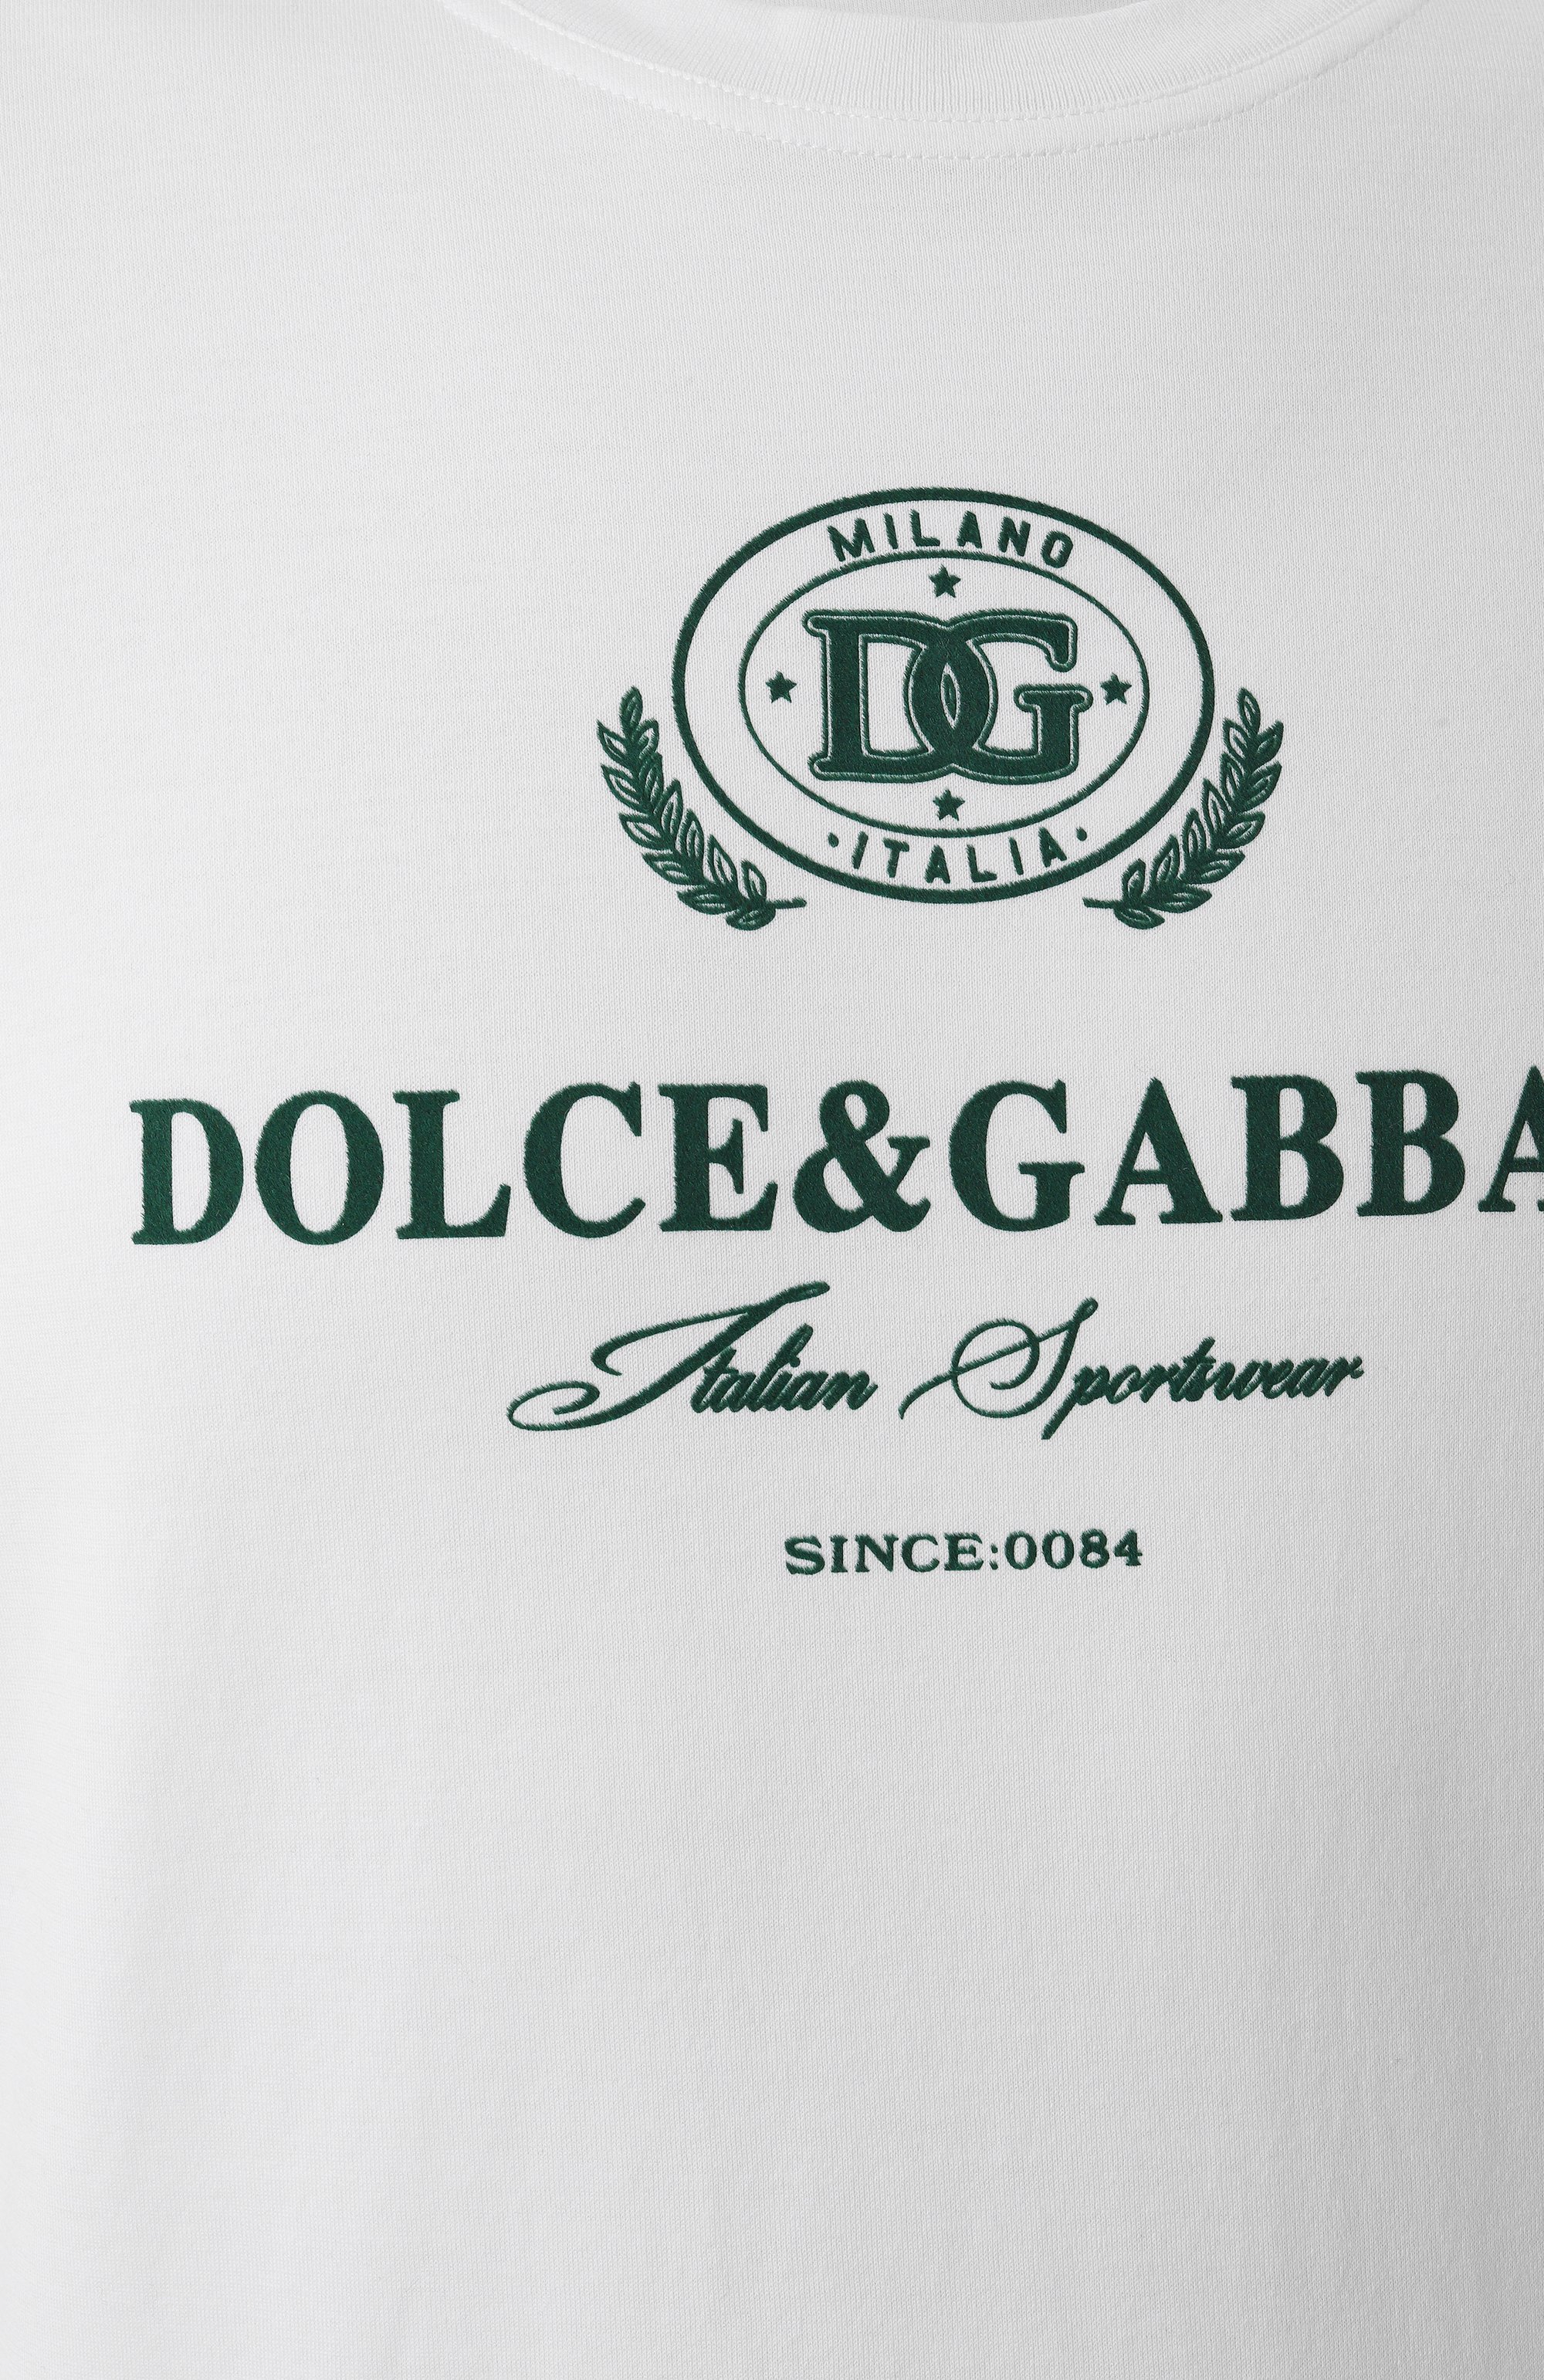 MILANO
DG
·ITALIA·
DOLCE&GABBA
Italian Sportswear
SINCE:0084